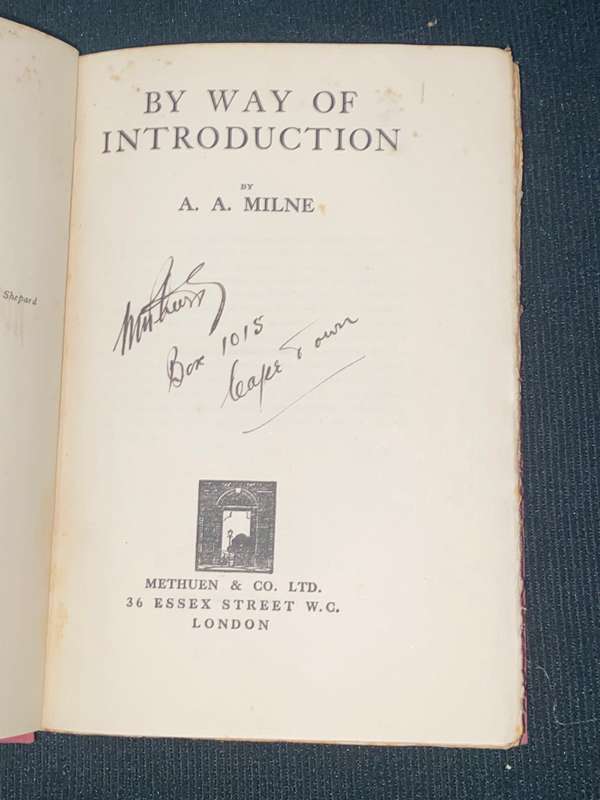 Shepard
BY WAY OF
INTRODUCTION
BY
A. A. MILNE
Box 1015
Cape Town
METHUEN & CO. LTD.
36 ESSEX STREET W.C.
LONDON